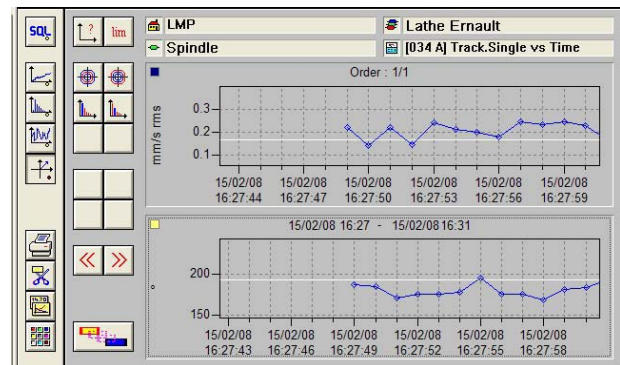 SQL
?
lim
LMP
Lathe Ernault
Spindle
[034 A] Track.Single vs Time
Order : 1/1
mm/s rms
0.3
0.2
0.1
15/02/08 15/02/08 15/02/08 15/02/08 15/02/08 15/02/08
16:27:44 16:27:47 16:27:50 16:27:53 16:27:56 16:27:59
15/02/08 16:27 - 15/02/08 16:31
200
°
150
15/02/08 15/02/08 15/02/08 15/02/08 15/02/08 15/02/08
16:27:43 16:27:46 16:27:49 16:27:52 16:27:55 16:27:58